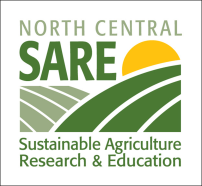 NORTH CENTRAL
SARE
Sustainable Agriculture
Research & Education